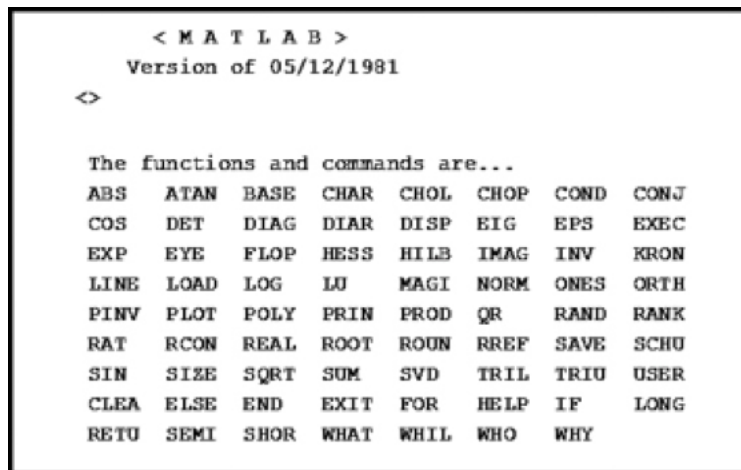 < M A T L A B >
Version of 05/12/1981
<>
The functions and commands are...
ABS ATAN BASE CHAR CHOL CHOP COND CONJ
COS DET DIAG DIAR DISP EIG EPS EXEC
EXP EYE FLOP HESS HILB IMAG INV KRON
LINE LOAD LOG LU MAGI NORM ONES ORTH
PINV PLOT POLY PRIN PROD QR RAND RANK
RAT RCON REAL ROOT ROUN RREF SAVE SCHU
SIN SIZE SQRT SUM SVD TRIL TRIU USER
CLEA ELSE END EXIT FOR HELP IF LONG
RETU SEMI SHOR WHAT WHIL WHO WHY